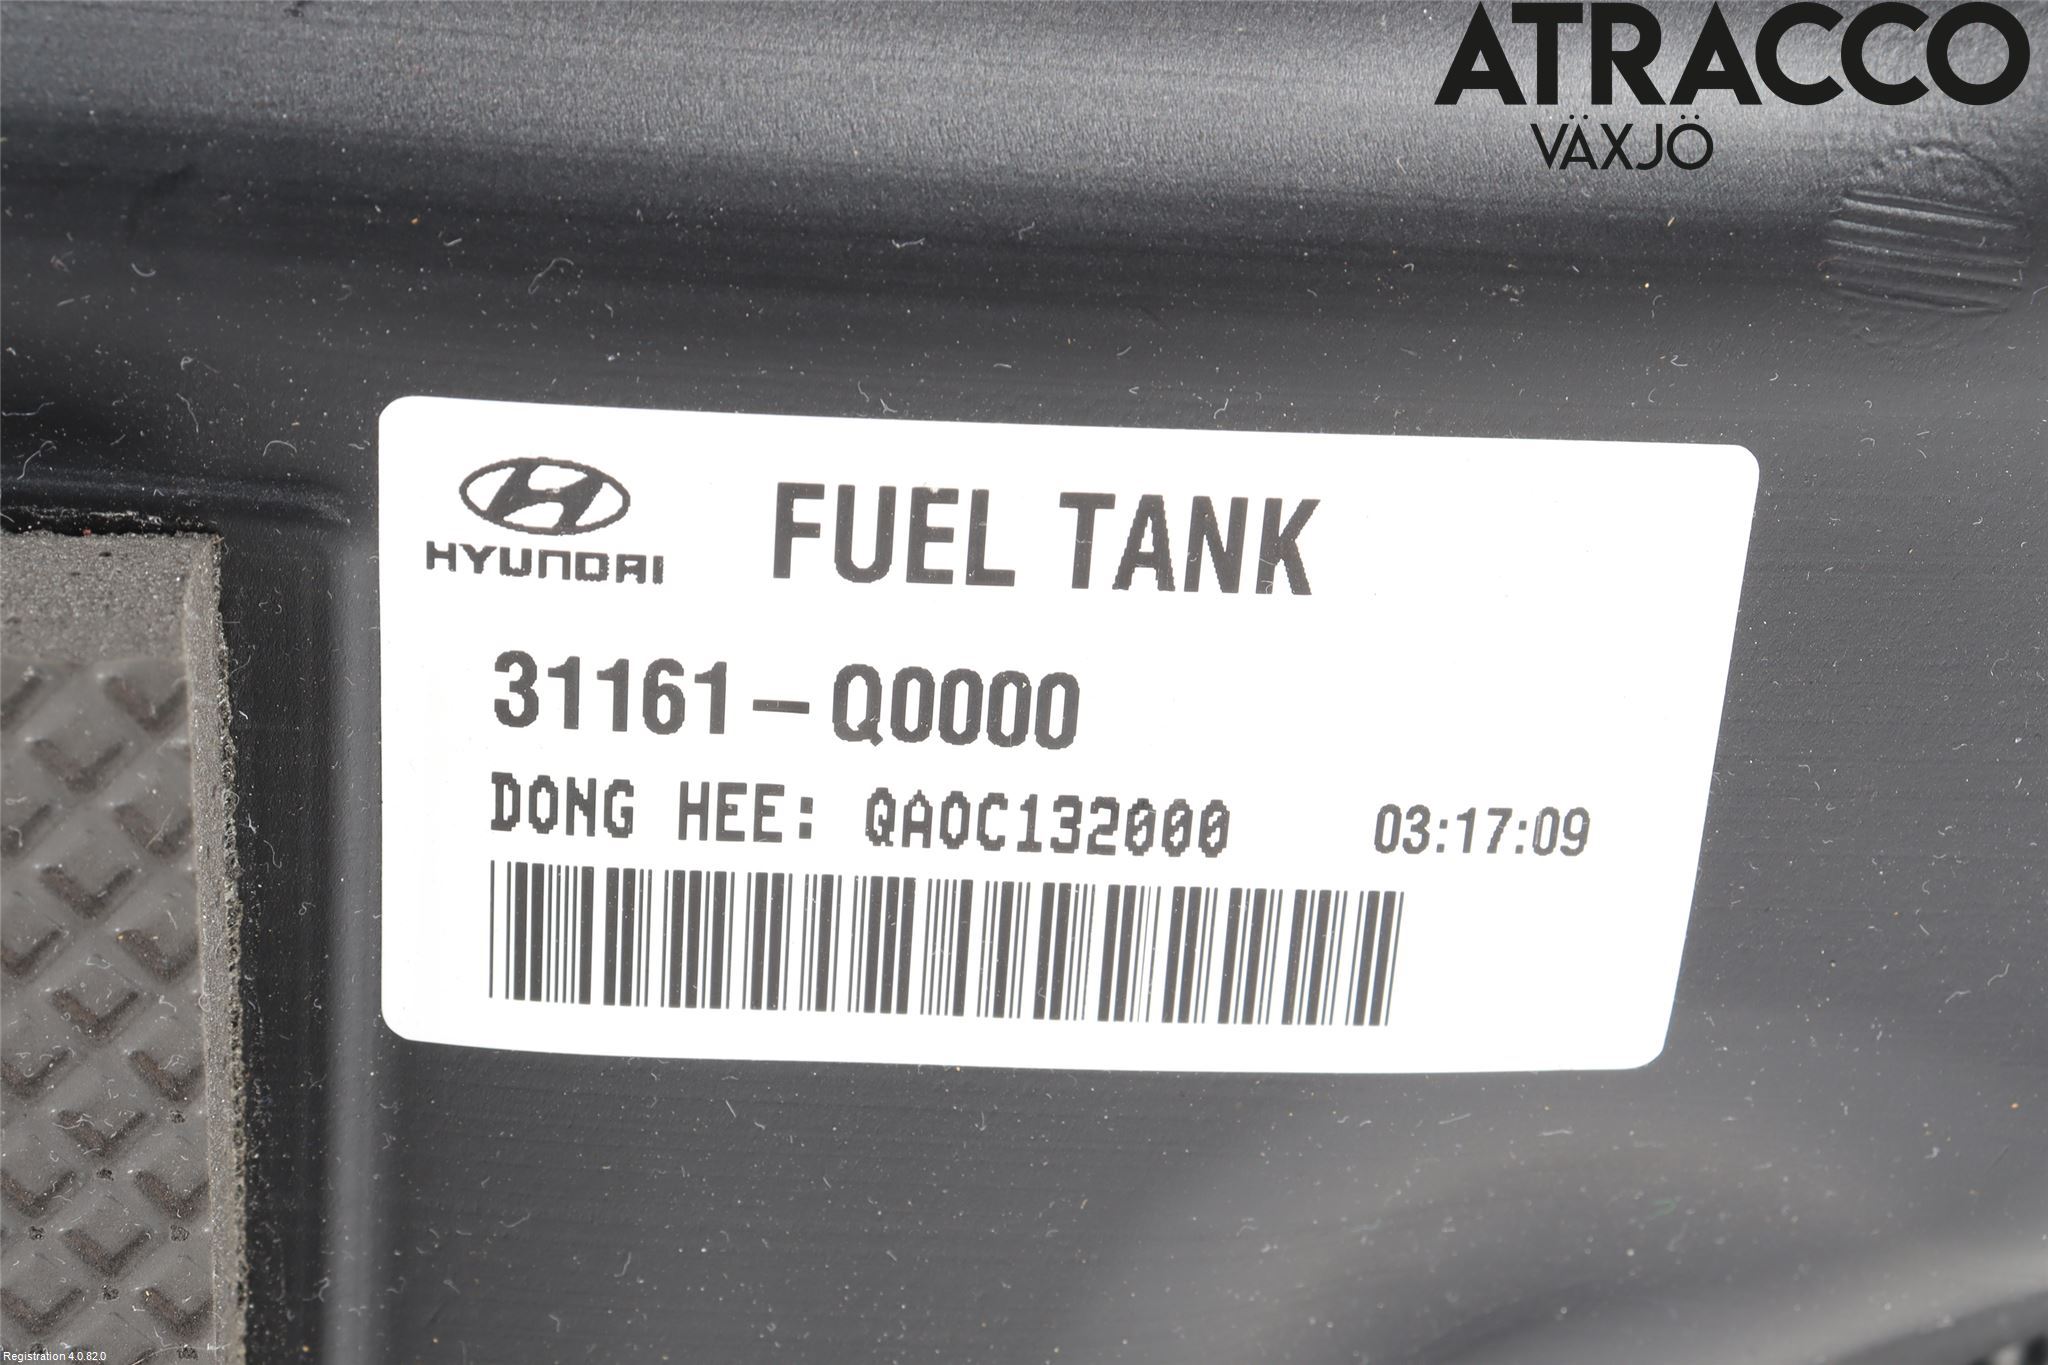 ATRACCO
VÄXJÖ
HYUNDAI
FUEL TANK
31161-Q0000
DONG HEE: QA0C132000 03:17:09
Registration 4.0.82.0